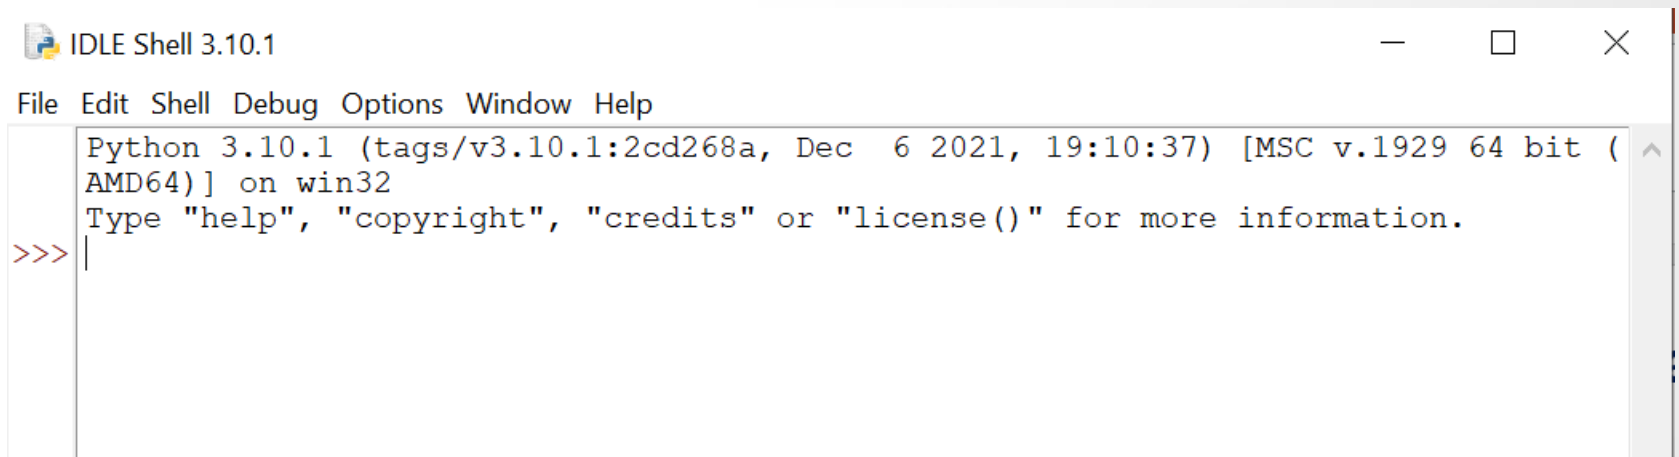 IDLE Shell 3.10.1
File Edit Shell Debug Options Window Help
Python 3.10.1 (tags/v3.10.1:2cd268a, Dec  6 2021, 19:10:37) [MSC v.1929 64 bit (
AMD64)] on win32
Type "help", "copyright", "credits" or "license()" for more information.
>>>